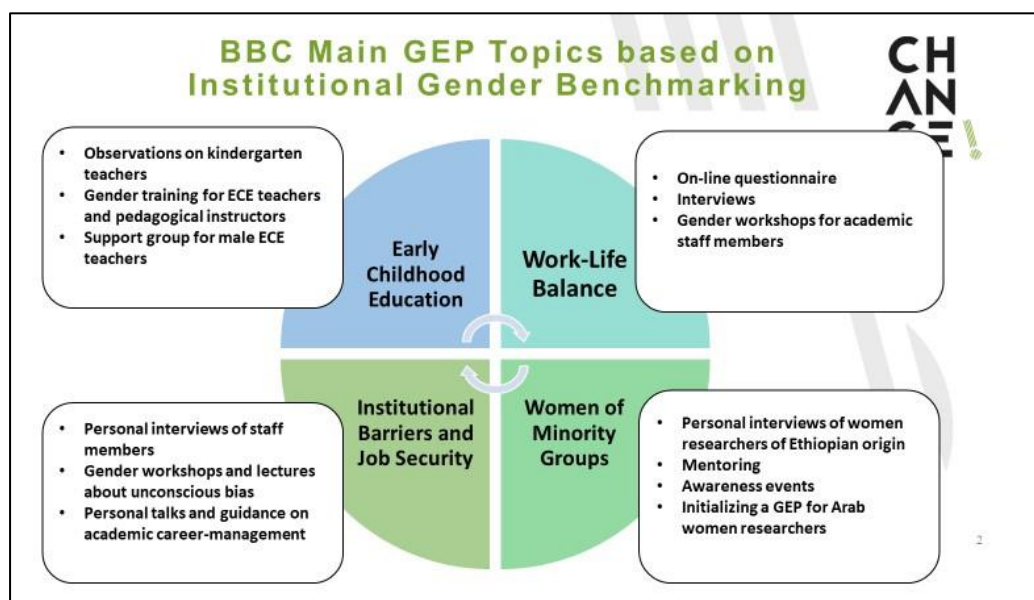 BBC Main GEP Topics based on
Institutional Gender Benchmarking
CH
AN
GE!
• Observations on kindergarten
teachers
• Gender training for ECE teachers
and pedagogical instructors
• Support group for male ECE
teachers
Early
Childhood
Education
Work-Life
Balance
• On-line questionnaire
• Interviews
• Gender workshops for academic
staff members
• Personal interviews of staff
members
• Gender workshops and lectures
about unconscious bias
• Personal talks and guidance on
academic career-management
Institutional
Barriers and
Job Security
Women of
Minority
Groups
• Personal interviews of women
researchers of Ethiopian origin
• Mentoring
• Awareness events
• Initializing a GEP for Arab
women researchers
2